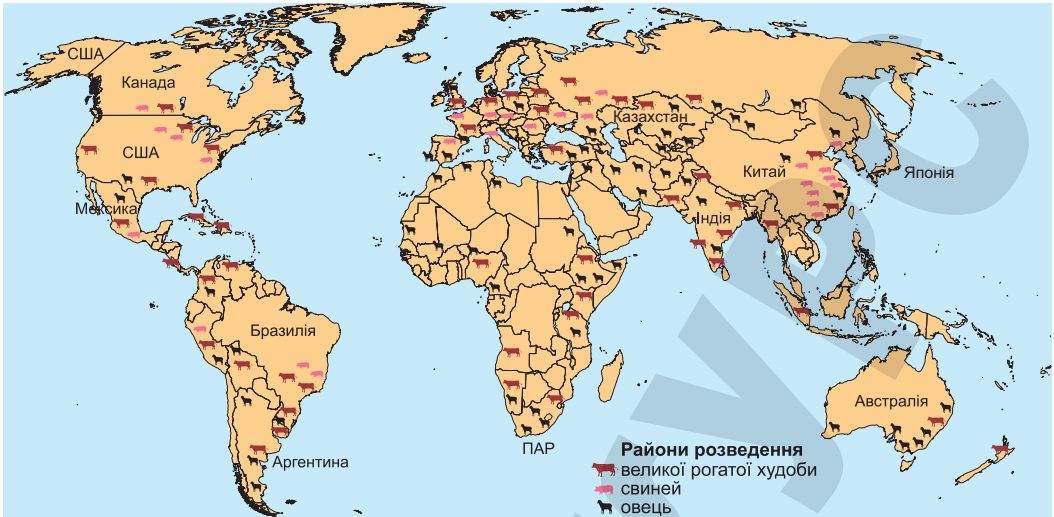 США
Канада
США
Мексика
Бразилія
Аргентина
Казахстан
Китай
Японія
Індія
ПАР
Австралія
Райони розведення
великої рогатої худоби
свиней
овець